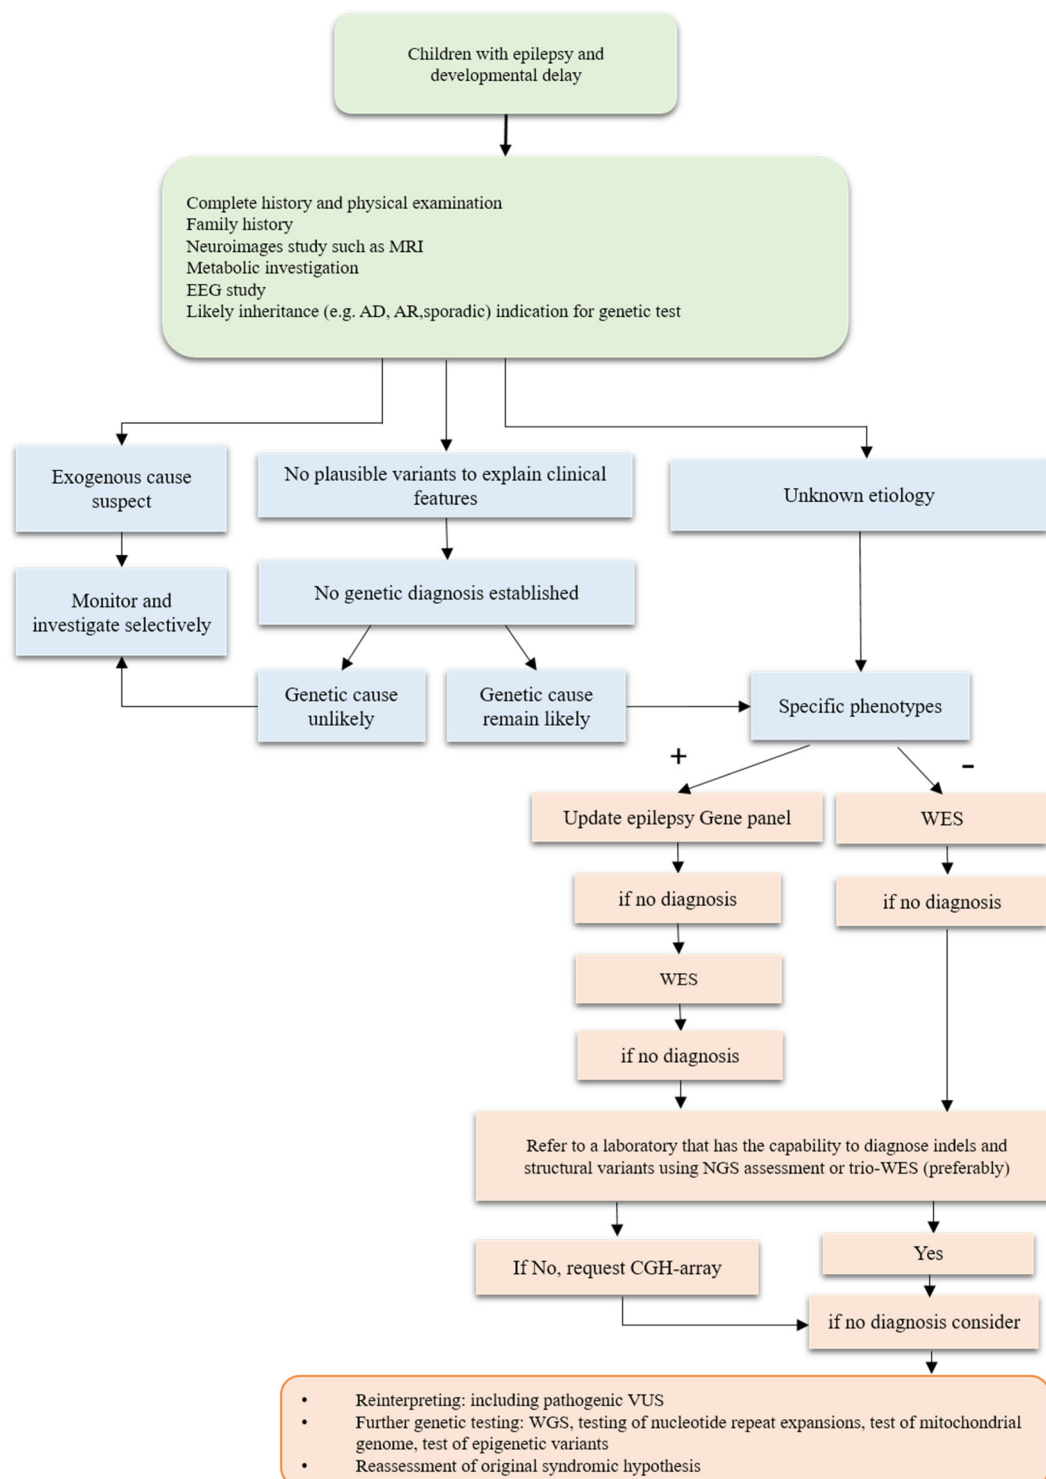 Children with epilepsy and
developmental delay
Complete history and physical examination
Family history
Neuroimages study such as MRI
Metabolic investigation
EEG study
Likely inheritance (e.g. AD, AR,sporadic) indication for genetic test
Exogenous cause
suspect
No plausible variants to explain clinical
features
Unknown etiology
Monitor and
investigate selectively
No genetic diagnosis established
Genetic cause
unlikely
Genetic cause
remain likely
Specific phenotypes
+
-
Update epilepsy Gene panel
WES
if no diagnosis
if no diagnosis
WES
if no diagnosis
Refer to a laboratory that has the capability to diagnose indels and
structural variants using NGS assessment or trio-WES (preferably)
If No, request CGH-array
Yes
if no diagnosis consider
• Reinterpreting: including pathogenic VUS
• Further genetic testing: WGS, testing of nucleotide repeat expansions, test of mitochondrial
genome, test of epigenetic variants
• Reassessment of original syndromic hypothesis